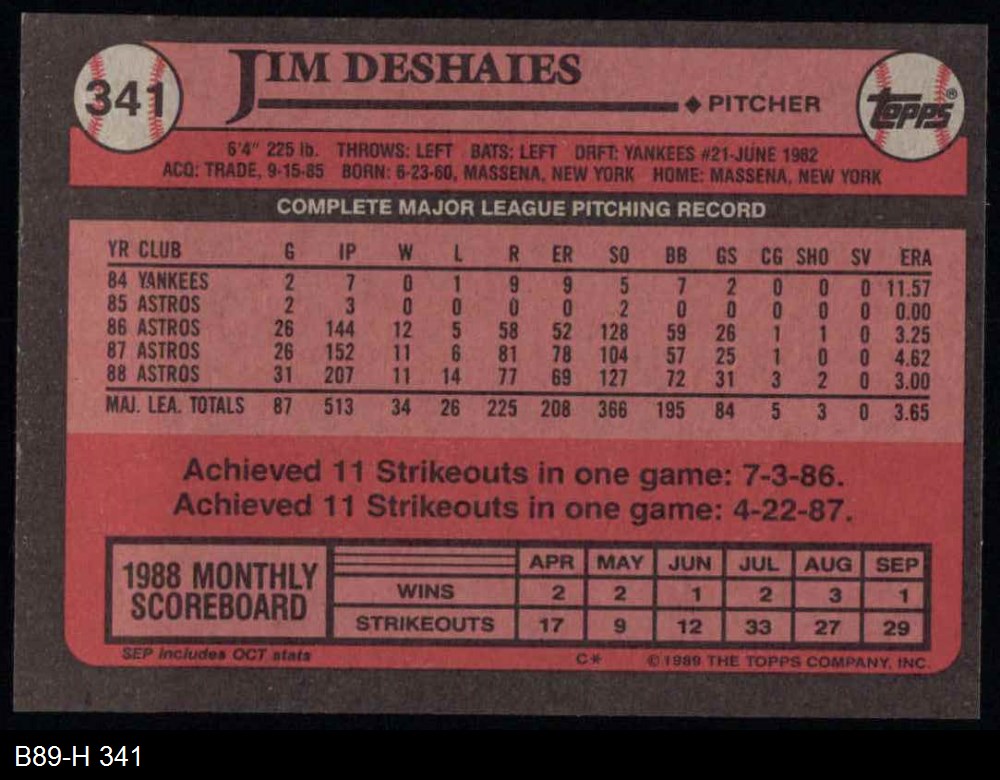 341
JIM DESHAIES
◆ PITCHER
TOPPS®
6'4" 225 lb. THROWS: LEFT BATS: LEFT DRFT: YANKEES #21-JUNE 1982
ACQ: TRADE, 9-15-85 BORN: 6-23-60, MASSENA, NEW YORK HOME: MASSENA, NEW YORK
COMPLETE MAJOR LEAGUE PITCHING RECORD
YR CLUB G IP W L R ER SO BB GS CG SHO SV ERA
84 YANKEES 2 7 0 1 9 9 5 7 2 0 0 0 11.57
85 ASTROS 2 3 0 0 0 0 2 0 0 0 0 0 0.00
86 ASTROS 26 144 12 5 58 52 128 59 26 1 1 0 3.25
87 ASTROS 26 152 11 6 81 78 104 57 25 1 0 0 4.62
88 ASTROS 31 207 11 14 77 69 127 72 31 3 2 0 3.00
MAJ. LEA. TOTALS 87 513 34 26 225 208 366 195 84 5 3 0 3.65
Achieved 11 Strikeouts in one game: 7-3-86.
Achieved 11 Strikeouts in one game: 4-22-87.
1988 MONTHLY SCOREBOARD
APR MAY JUN JUL AUG SEP
WINS 2 2 1 2 3 1
STRIKEOUTS 17 9 12 33 27 29
SEP includes OCT stats
C* © 1989 THE TOPPS COMPANY, INC.
B89-H 341